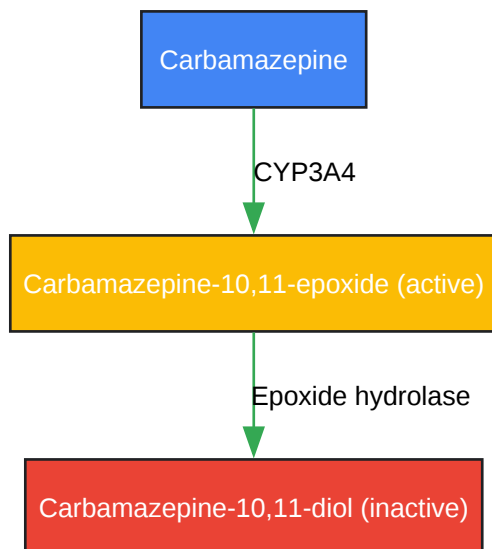 Carbamazepine
CYP3A4
Carbamazepine-10,11-epoxide (active)
Epoxide hydrolase
Carbamazepine-10,11-diol (inactive)